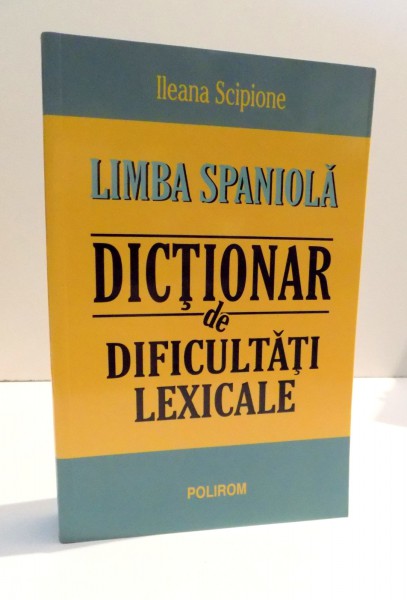 Ileana Scipione
LIMBA SPANIOLĂ
DICŢIONAR
de
DIFICULTĂŢI
LEXICALE
POLIROM